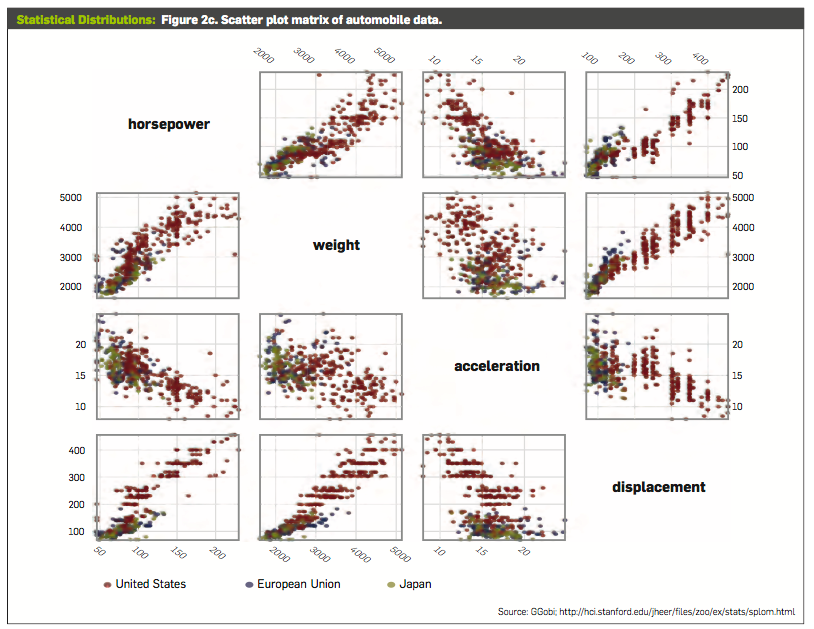 Statistical Distributions: Figure 2c. Scatter plot matrix of automobile data.
2000 3000 4000 5000 10 15 20 100 200 300 400
horsepower
200
150
100
50
5000 5000
4000 4000
weight
3000 3000
2000 2000
20 20
acceleration
15 15
10 10
400
300
displacement
200
100
50 100 150 200 2000 3000 4000 5000 10 15 20
United States European Union Japan
Source: GGobi; http://hci.stanford.edu/jheer/files/zoo/ex/stats/splom.html